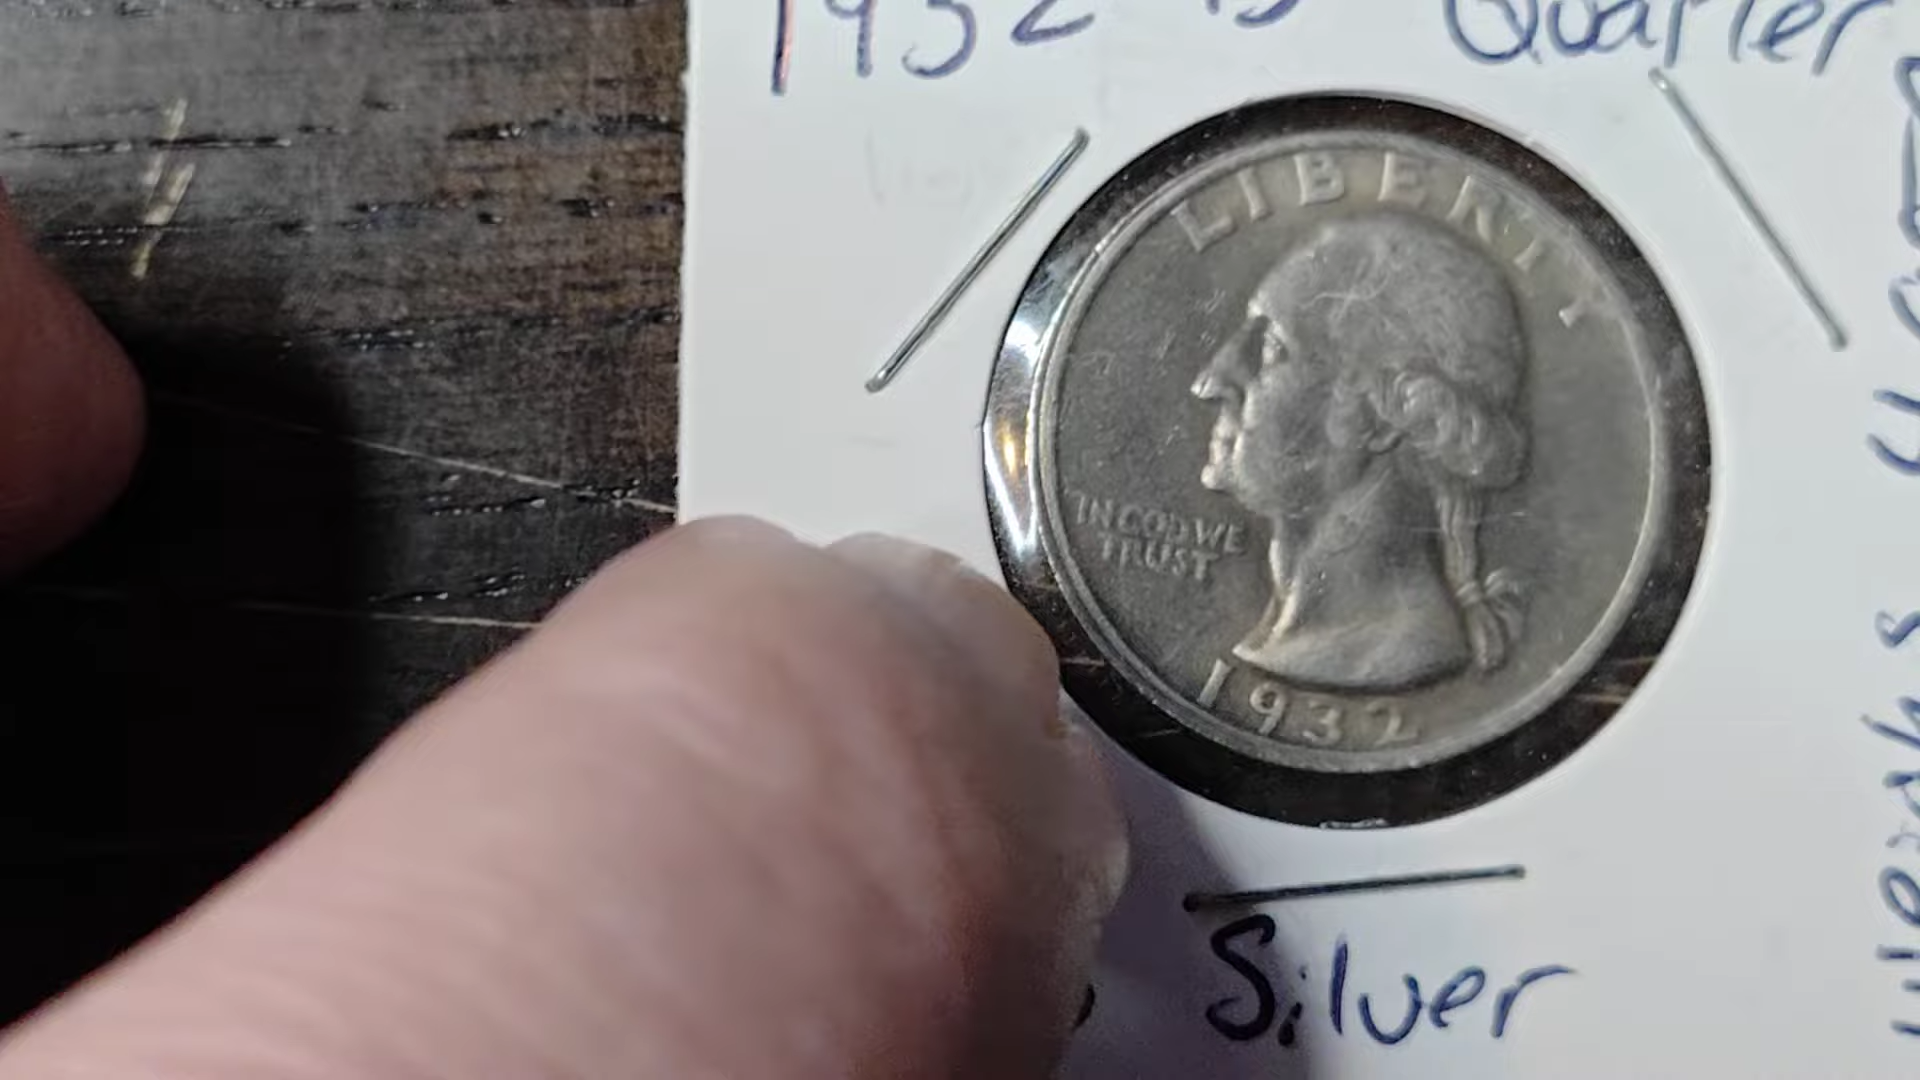 1932 D Quarter
LIBERTY
IN GOD WE
TRUST
1932
Silver